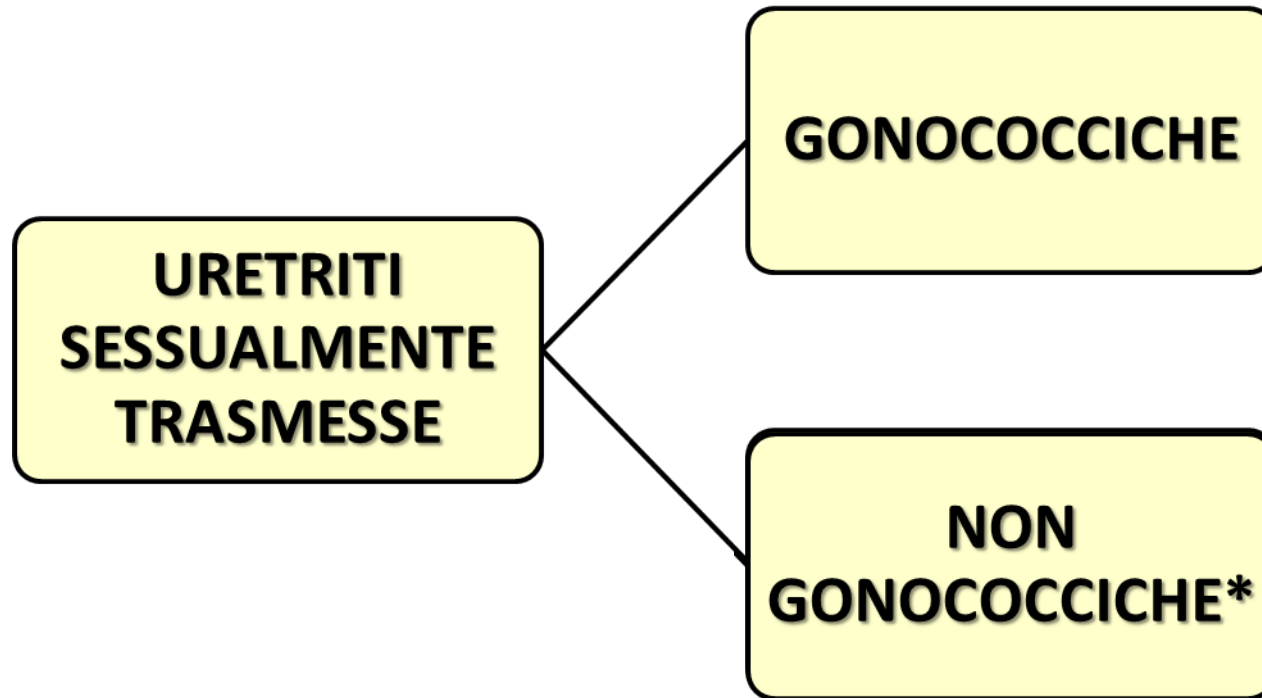 GONOCOCCICHE
URETRITI
SESSUALMENTE
TRASMESSE
NON
GONOCOCCICHE*